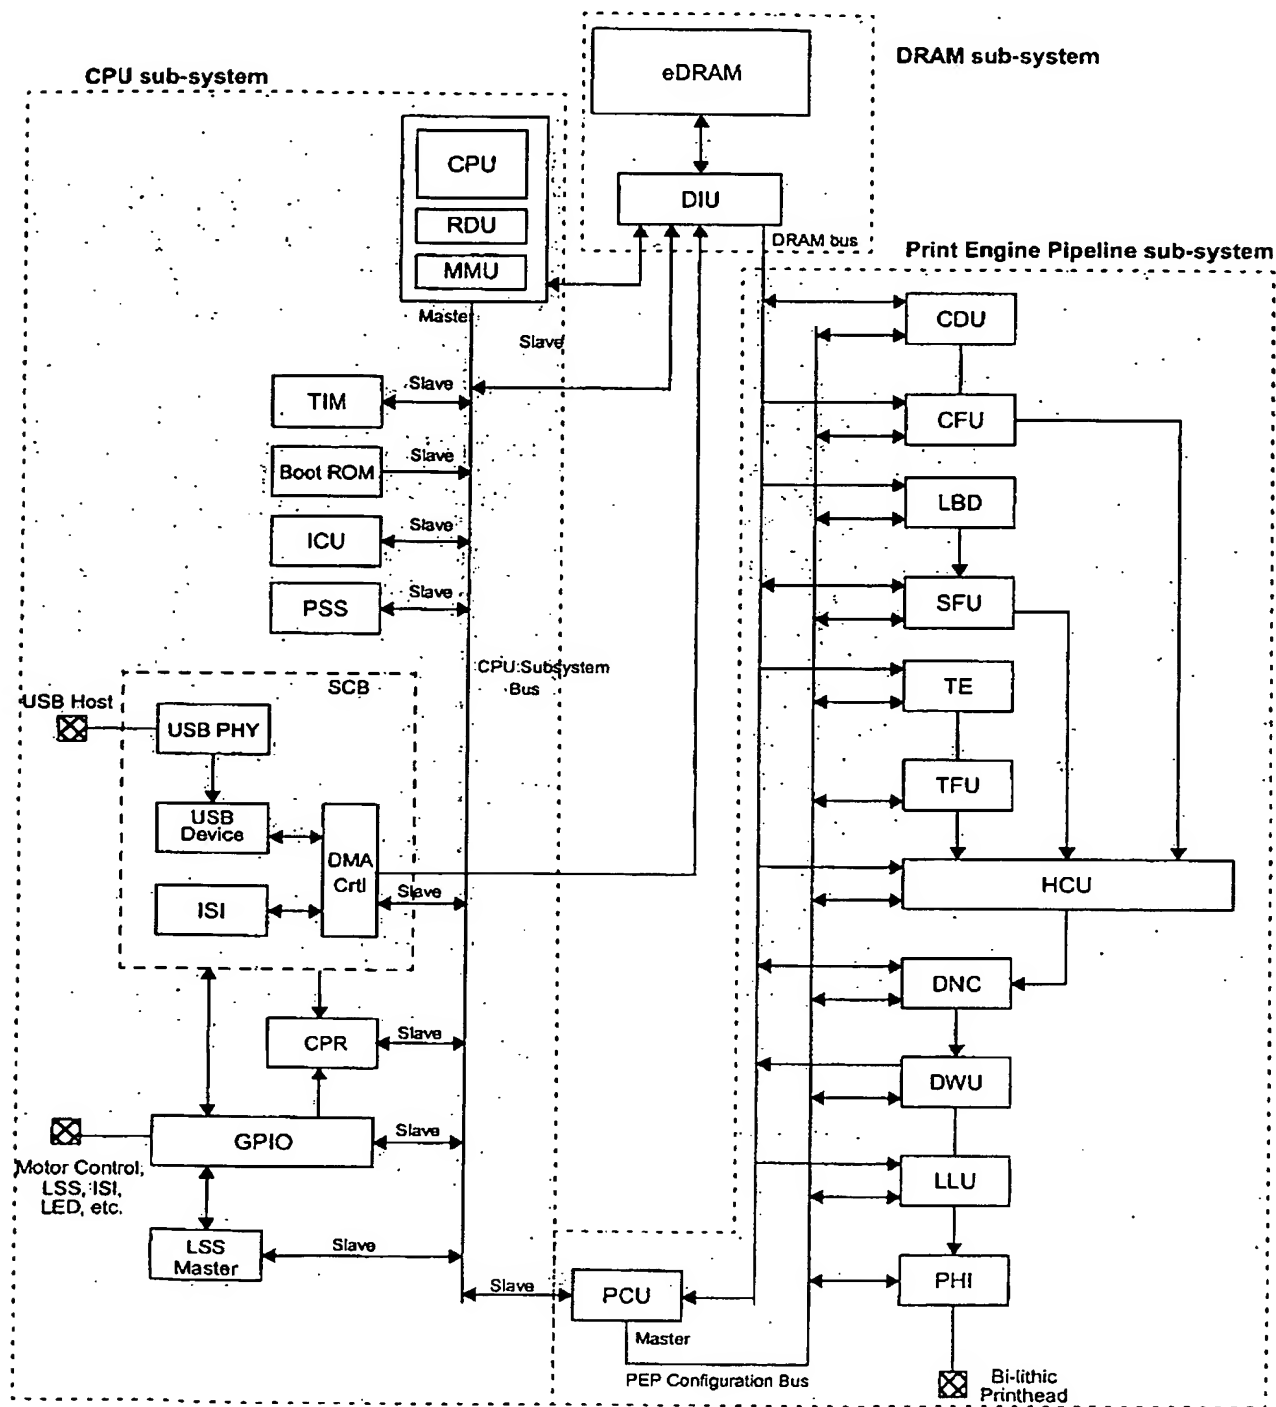 CPU sub-system
DRAM sub-system
eDRAM
DIU
DRAM bus
CPU
RDU
MMU
Master
Slave
Print Engine Pipeline sub-system
TIM
Slave
Boot ROM
Slave
ICU
Slave
PSS
Slave
CPU Subsystem
Bus
SCB
USB Host
USB PHY
USB
Device
DMA
Crtl
Slave
ISI
CPR
Slave
GPIO
Slave
Motor Control,
LSS, ISI,
LED, etc.
LSS
Master
Slave
Slave
PCU
Master
PEP Configuration Bus
CDU
CFU
LBD
SFU
TE
TFU
HCU
DNC
DWU
LLU
PHI
Bi-lithic
Printhead